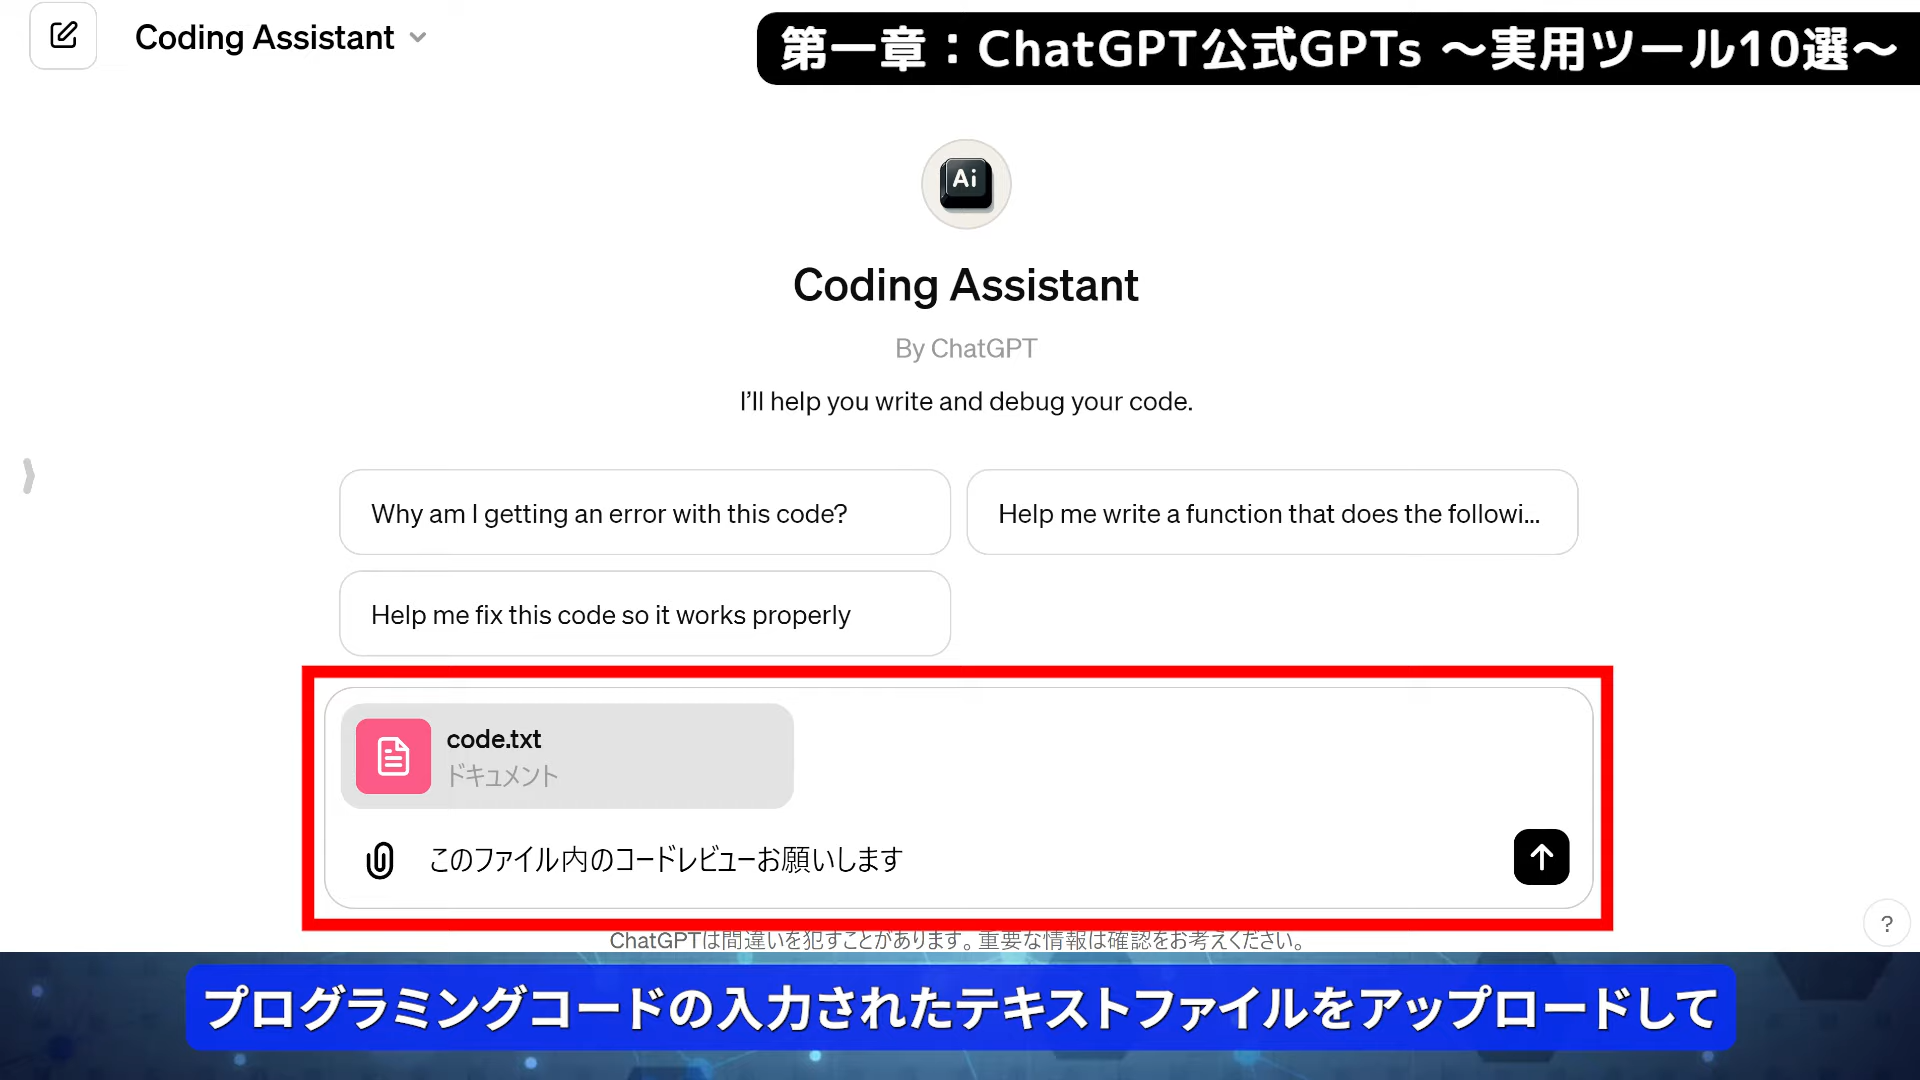 Coding Assistant
第一章：ChatGPT公式GPTs ～実用ツール10選～
Ai
Coding Assistant
By ChatGPT
I'll help you write and debug your code.
Why am I getting an error with this code?
Help me write a function that does the followi...
Help me fix this code so it works properly
code.txt
ドキュメント
このファイル内のコードレビューお願いします
?
ChatGPTは間違いを犯すことがあります。重要な情報は確認をお考えください。
プログラミングコードの入力されたテキストファイルをアップロードして